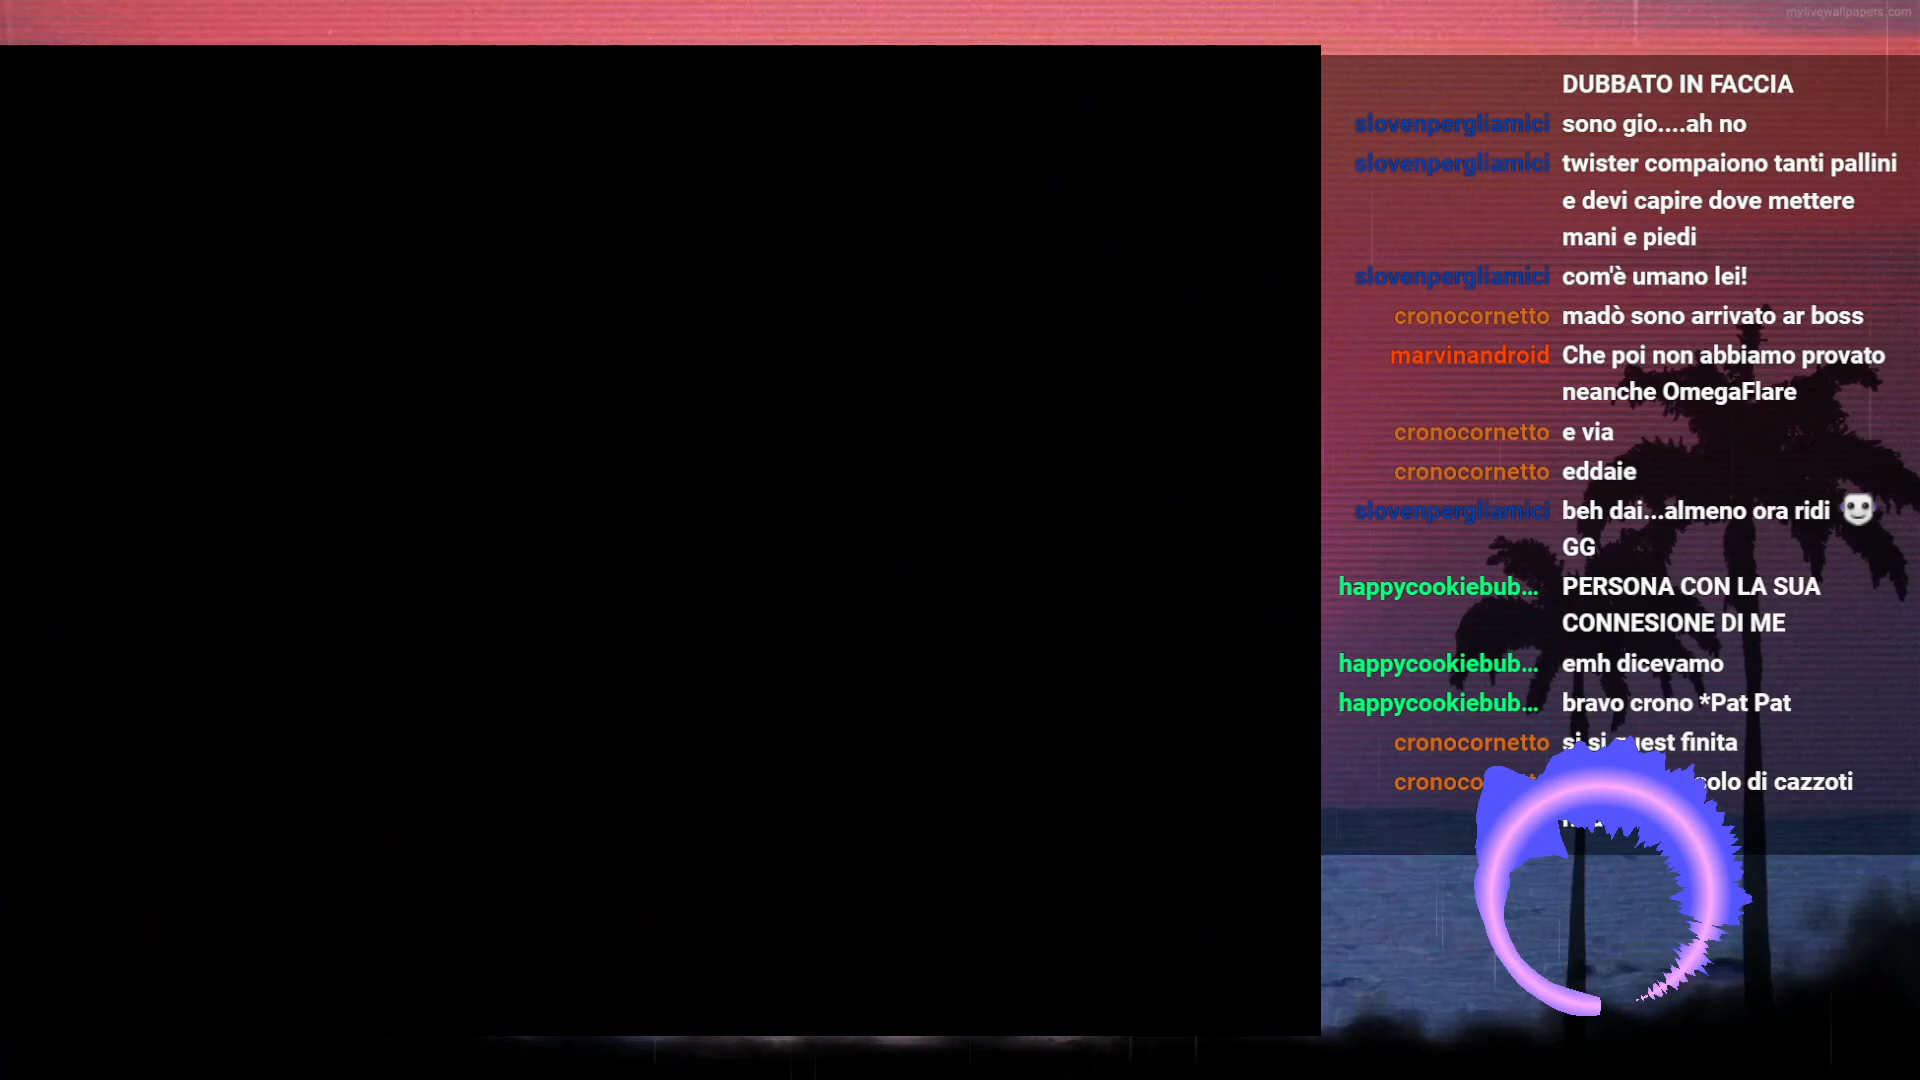 mylivewallpapers.com
DUBBATO IN FACCIA
slovenpergliamici sono gio....ah no
slovenpergliamici twister compaiono tanti pallini
e devi capire dove mettere
mani e piedi
slovenpergliamici com'è umano lei!
cronocornetto madò sono arrivato ar boss
marvinandroid Che poi non abbiamo provato
neanche OmegaFlare
cronocornetto e via
cronocornetto eddaie
slovenpergliamici beh dai...almeno ora ridi
GG
happycookiebub... PERSONA CON LA SUA
CONNESIONE DI ME
happycookiebub... emh dicevamo
happycookiebub... bravo crono *Pat Pat
cronocornetto si si quest finita
di cazzoti